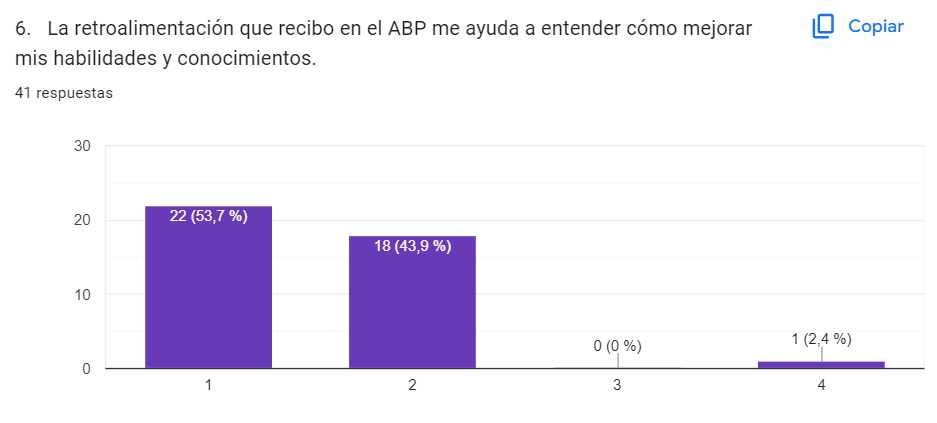 6. La retroalimentación que recibo en el ABP me ayuda a entender cómo mejorar
mis habilidades y conocimientos.
Copiar
41 respuestas
30
20
10
0
22 (53,7 %)
18 (43,9 %)
0 (0 %)
1 (2,4 %)
1
2
3
4